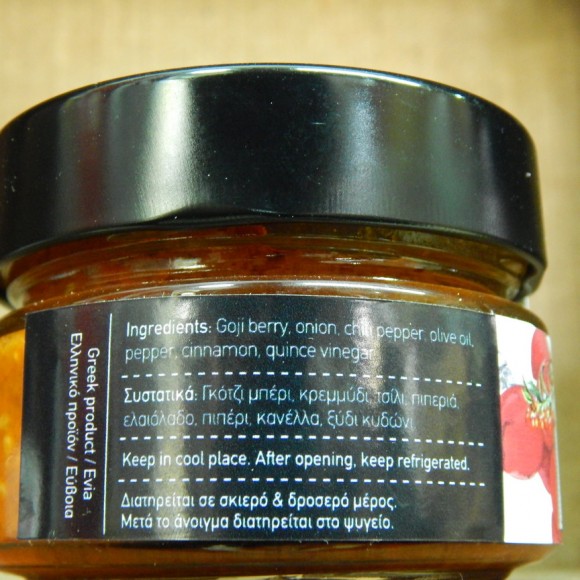 Ingredients: Goji berry, onion, chili pepper, olive oil,
pepper, cinnamon, quince vinegar
Συστατικά: Γκότζι μπέρι, κρεμμύδι, τσίλι, πιπεριά,
ελαιόλαδο, πιπέρι, κανέλλα, ξύδι κυδώνι
Keep in cool place. After opening, keep refrigerated.
Διατηρείται σε σκιερό & δροσερό μέρος.
Μετά το άνοιγμα διατηρείται στο ψυγείο.
Greek product / Evia
Ελληνικό προϊόν / Εύβοια